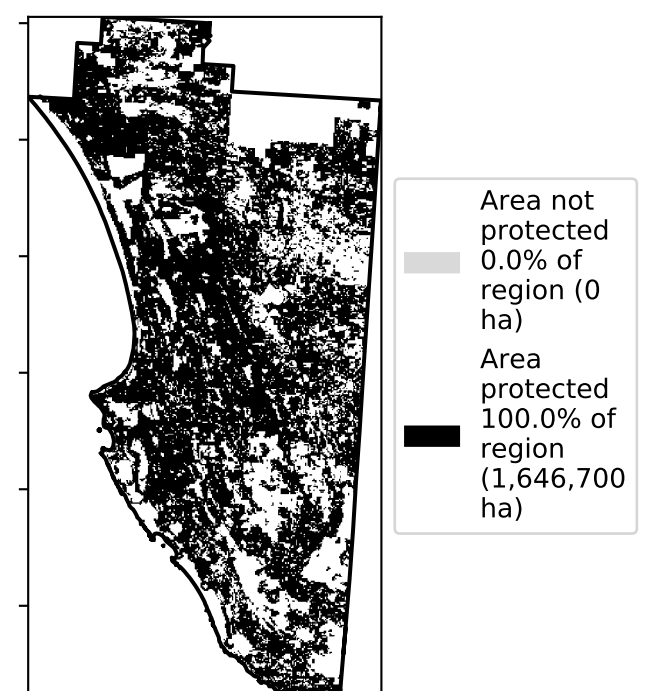 Area not
protected
0.0% of
region (0
ha)
Area
protected
100.0% of
region
(1,646,700
ha)